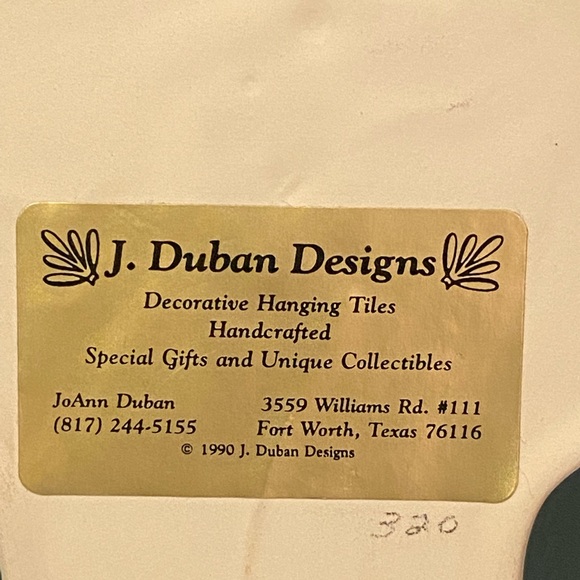 J. Duban Designs
Decorative Hanging Tiles
Handcrafted
Special Gifts and Unique Collectibles
JoAnn Duban
(817) 244-5155
3559 Williams Rd. #111
Fort Worth, Texas 76116
© 1990 J. Duban Designs
320